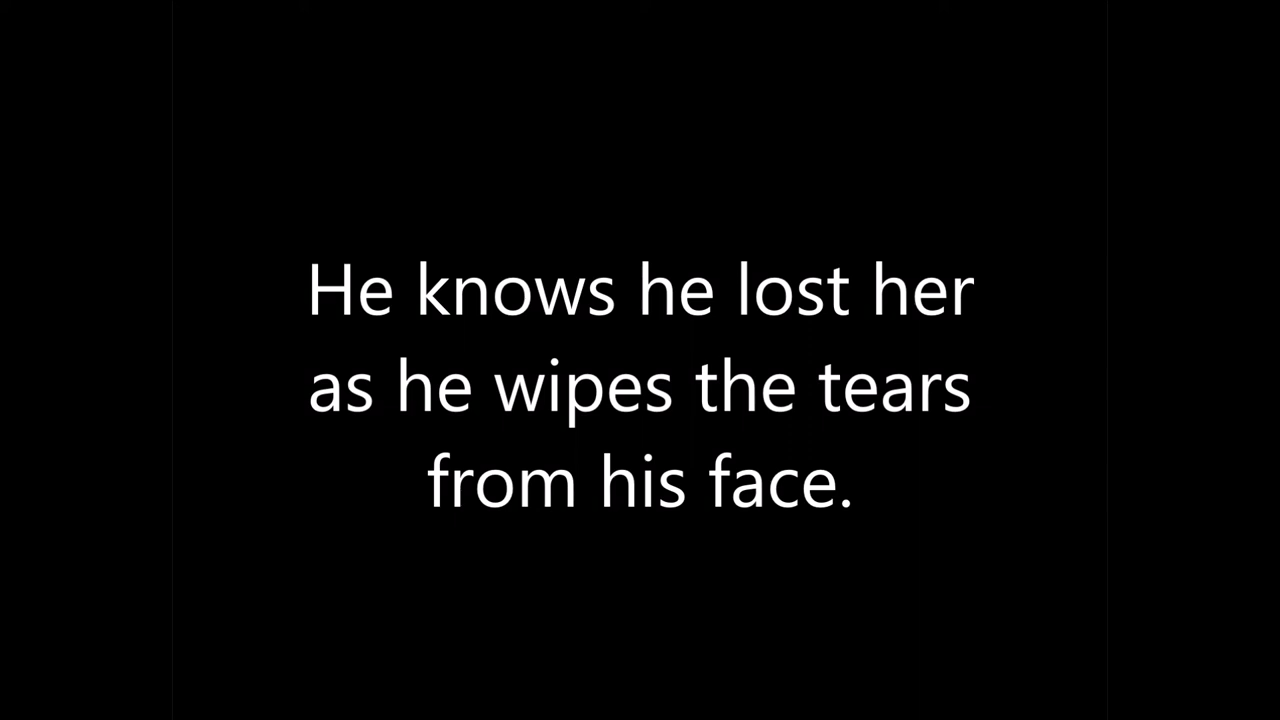 He knows he lost her
as he wipes the tears
from his face.